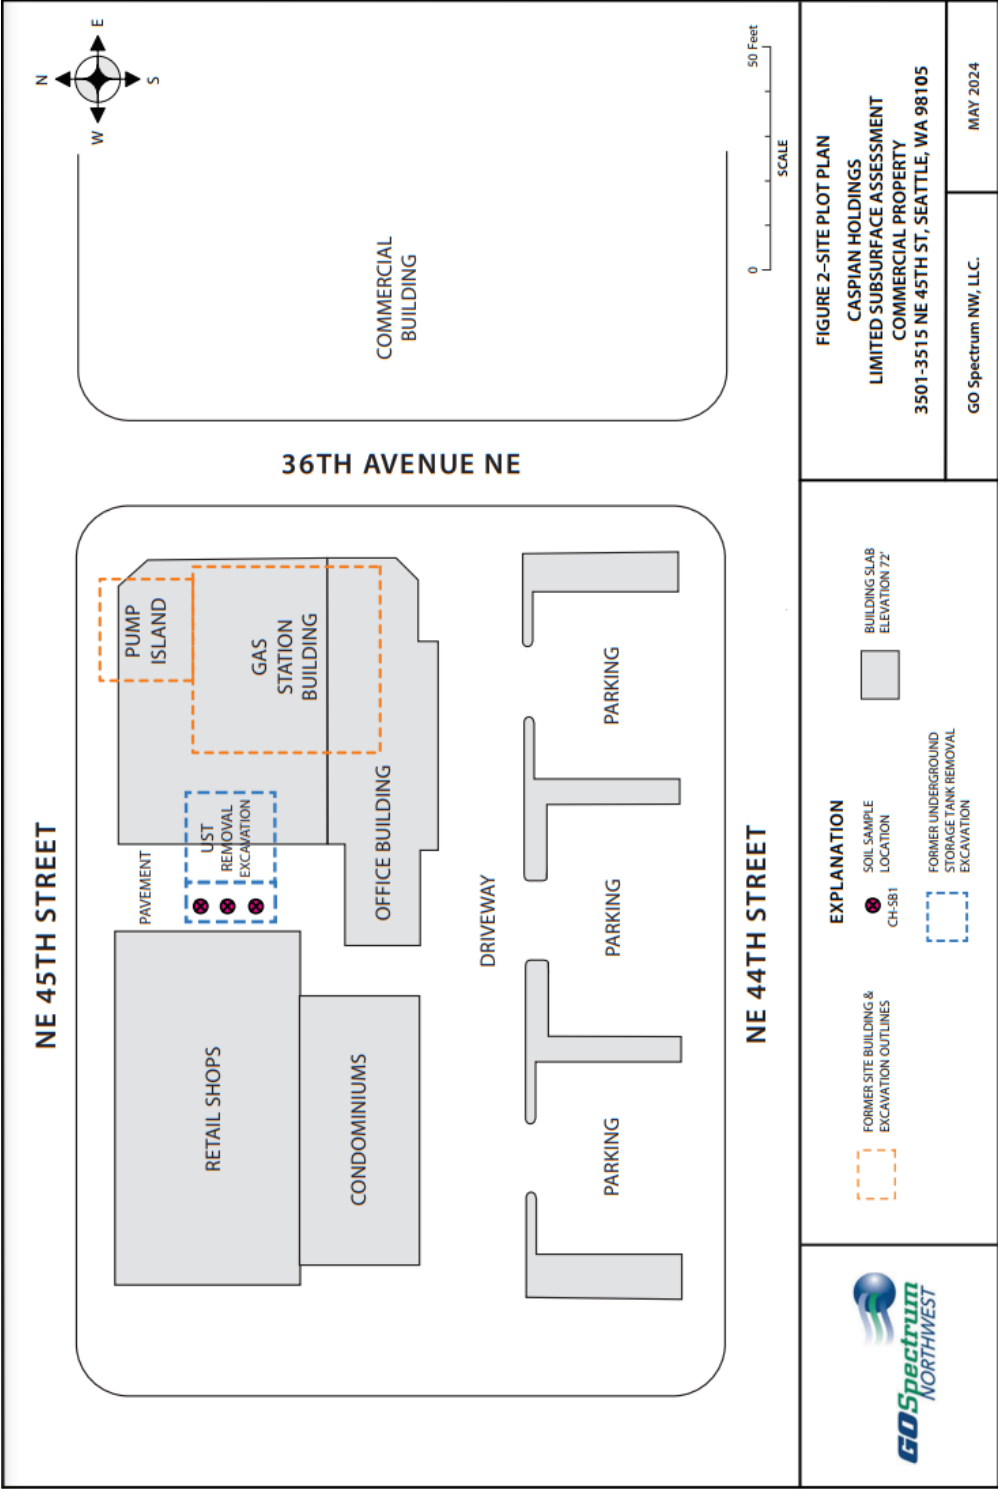 N
W E
S
NE 45TH STREET
PAVEMENT
PUMP
ISLAND
UST
REMOVAL
EXCAVATION
GAS
STATION
BUILDING
RETAIL SHOPS
CONDOMINIUMS
OFFICE BUILDING
36TH AVENUE NE
COMMERCIAL
BUILDING
DRIVEWAY
PARKING
PARKING
PARKING
NE 44TH STREET
0 50 Feet
SCALE
GOSpectrum
NORTHWEST
EXPLANATION
FORMER SITE BUILDING &
EXCAVATION OUTLINES
CH-SB1
SOIL SAMPLE
LOCATION
BUILDING SLAB
ELEVATION 72'
FORMER UNDERGROUND
STORAGE TANK REMOVAL
EXCAVATION
FIGURE 2–SITE PLOT PLAN
CASPIAN HOLDINGS
LIMITED SUBSURFACE ASSESSMENT
COMMERCIAL PROPERTY
3501-3515 NE 45TH ST, SEATTLE, WA 98105
GO Spectrum NW, LLC.
MAY 2024